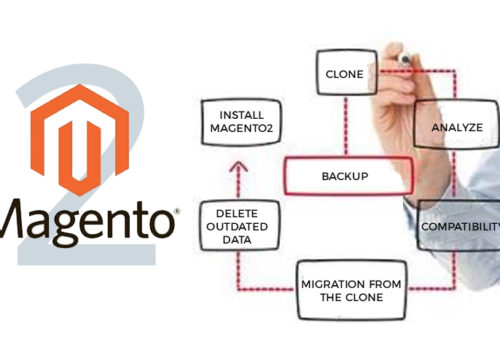 2
Magento®
CLONE
INSTALL
MAGENTO2
ANALYZE
BACKUP
DELETE
OUTDATED
DATA
COMPATIBILITY
MIGRATION FROM
THE CLONE